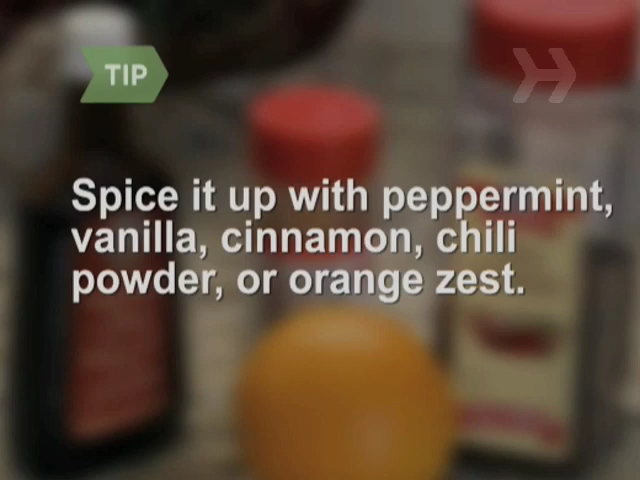 TIP
Spice it up with peppermint,
vanilla, cinnamon, chili
powder, or orange zest.